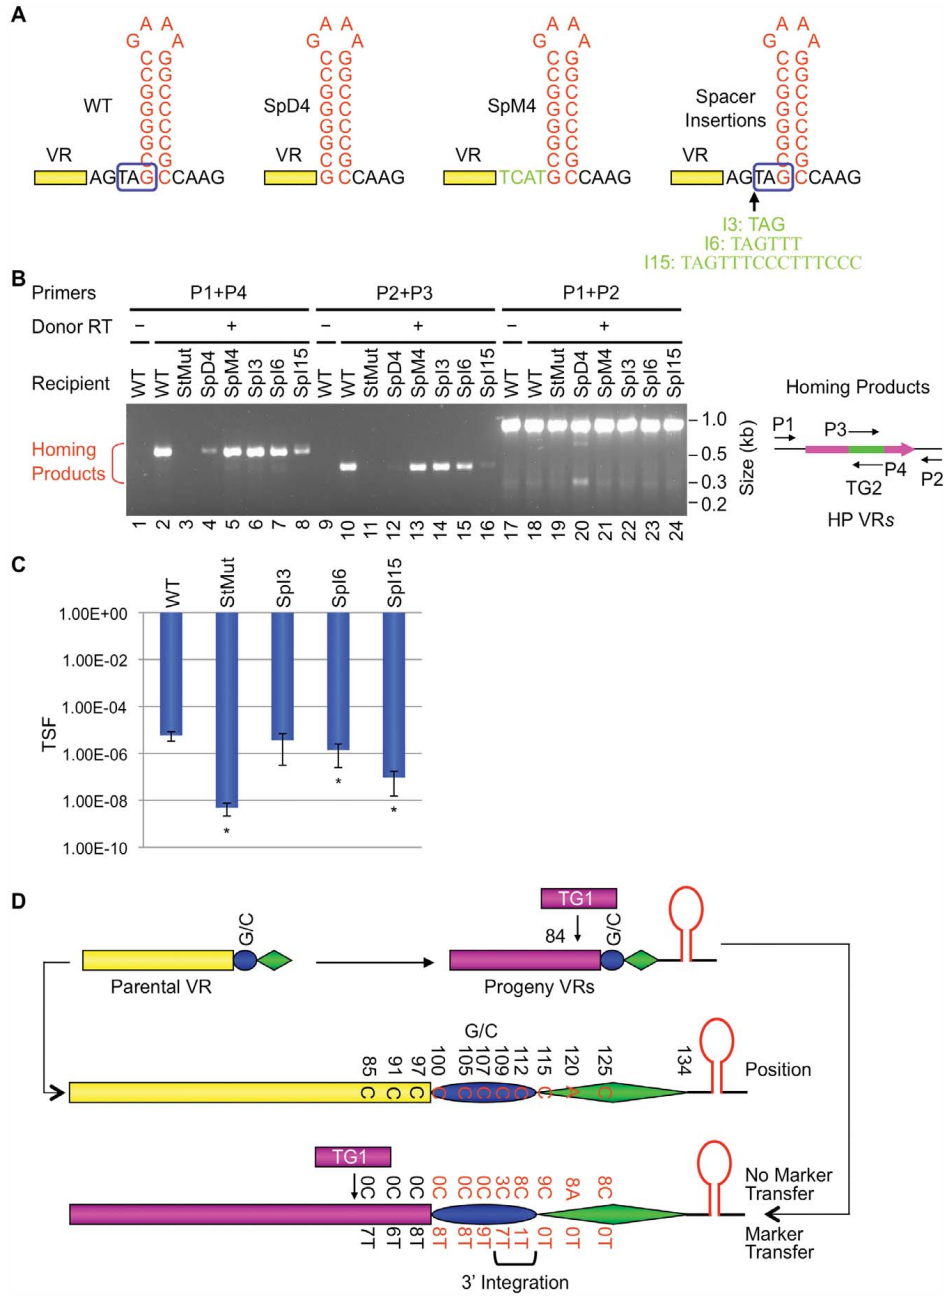 A
WT
VR
A A
G A
C G
C G
G C
G C
G C
G C
C G
AGTAG CCAAG
SpD4
VR
A A
G A
C G
C G
G C
G C
G C
G C
C G
G CCAAG
SpM4
VR
A A
G A
C G
C G
G C
G C
G C
G C
C G
TCATGCCAAG
Spacer
Insertions
VR
A A
G A
C G
C G
G C
G C
G C
G C
C G
AGTAG CCAAG
I3: TAG
I6: TAGTTT
I15: TAGTTTCCCTTTCCC
B
Primers P1+P4 P2+P3 P1+P2
Donor RT – + – + – +
Recipient WT WT StMut SpD4 SpM4 SpI3 SpI6 SpI15 WT WT StMut SpD4 SpM4 SpI3 SpI6 SpI15 WT WT StMut SpD4 SpM4 SpI3 SpI6 SpI15
Homing
Products
1.0
0.5
0.3
0.2
Size (kb)
1 2 3 4 5 6 7 8 9 10 11 12 13 14 15 16 17 18 19 20 21 22 23 24
Homing Products
P1 P3
P4
TG2 P2
HP VRs
C
WT StMut SpI3 SpI6 SpI15
1.00E+00
1.00E-02
1.00E-04
1.00E-06
1.00E-08
1.00E-10
TSF
* * *
D
G/C
Parental VR
TG1
84 G/C
Progeny VRs
G/C
85 91 97 100 105 107 109 112 115 120 125 134
C C C C C C C C C A C
Position
TG1
0C 0C 0C 0C 0C 3C 8C 9C 8A 8C
7T 6T 8T 8T 8T 9T 7T 1T 0T 0T 0T
No Marker
Transfer
Marker
Transfer
3' Integration